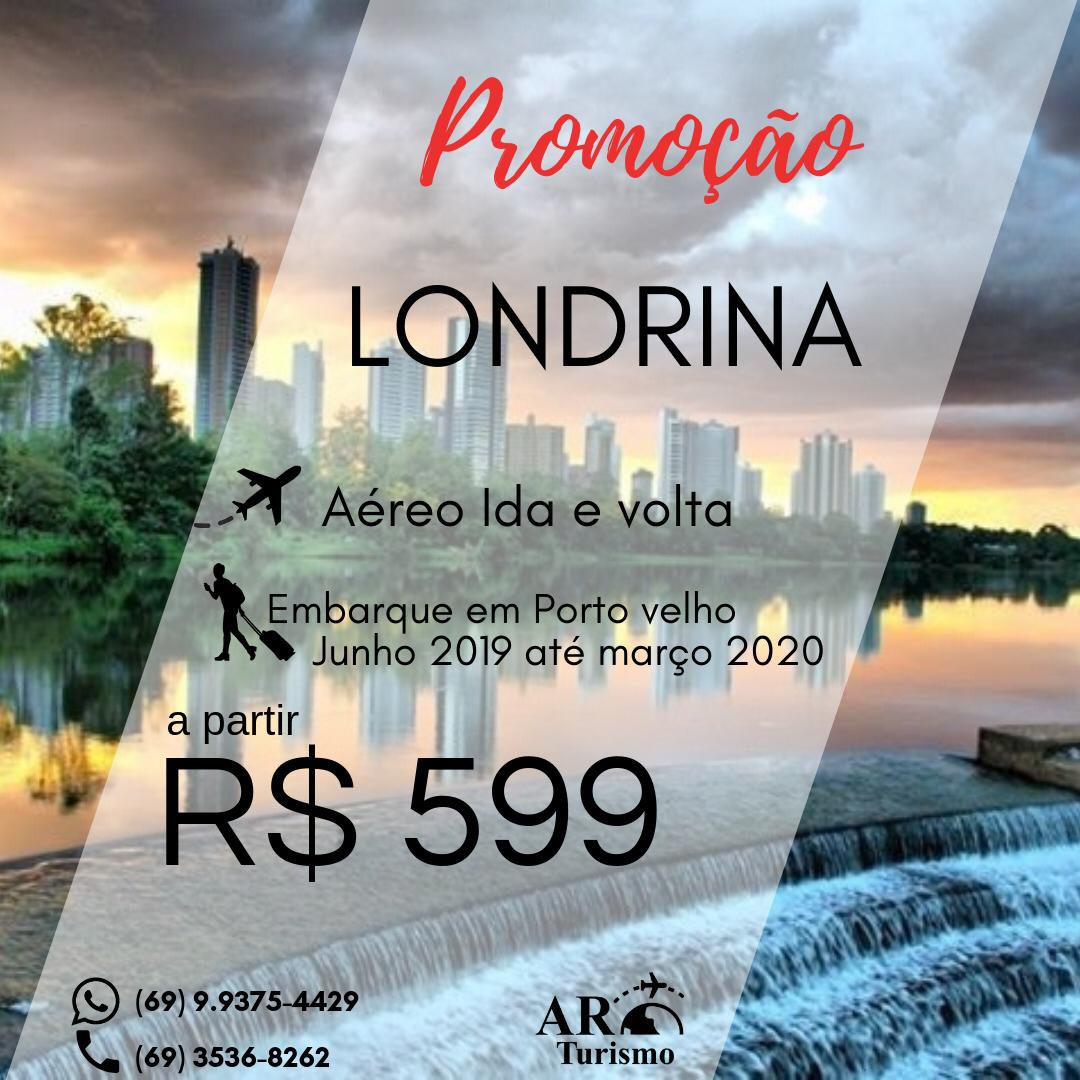 Promoção
LONDRINA
Aéreo Ida e volta
Embarque em Porto velho
Junho 2019 até março 2020
a partir
R$ 599
(69) 9.9375-4429
(69) 3536-8262
AR
Turismo